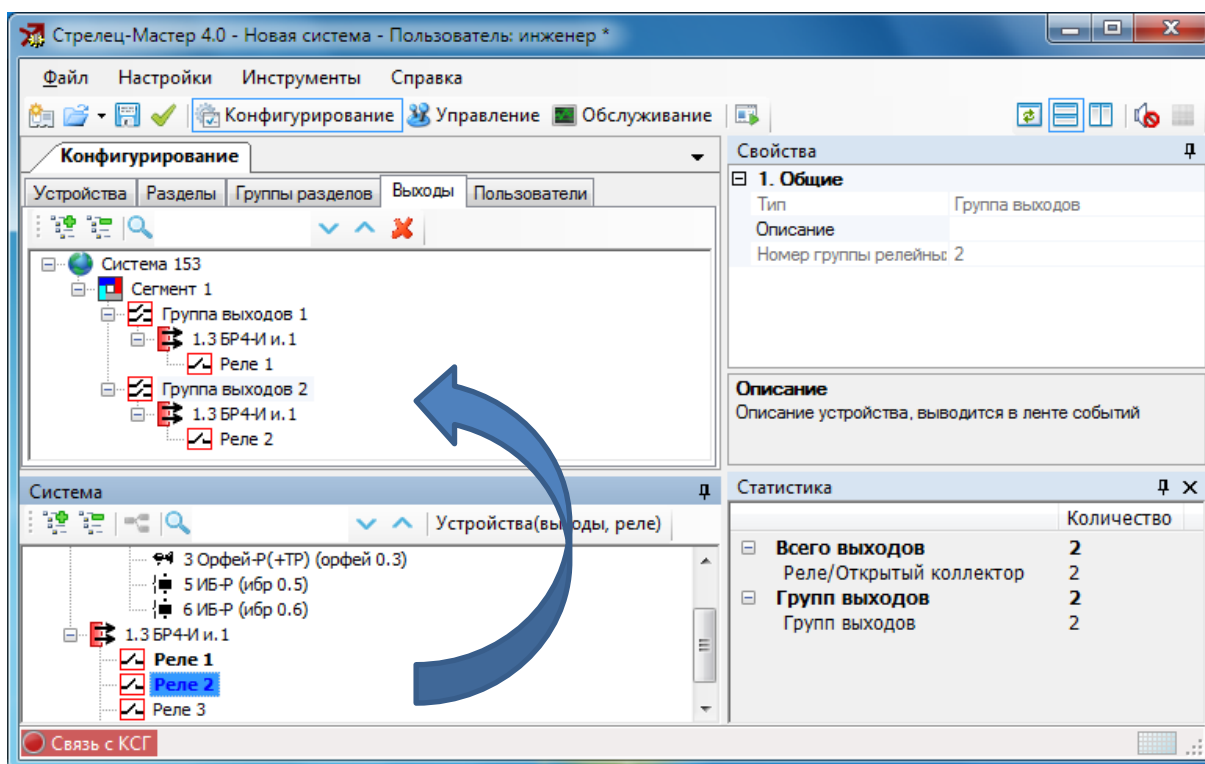 Стрелец-Мастер 4.0 - Новая система - Пользователь: инженер *
Файл Настройки Инструменты Справка
Конфигурирование Управление Обслуживание
Конфигурирование
Устройства Разделы Группы разделов Выходы Пользователи
Система 153
Сегмент 1
Группа выходов 1
1.3 БР4-И и.1
Реле 1
Группа выходов 2
1.3 БР4-И и.1
Реле 2
Свойства
1. Общие
Тип Группа выходов
Описание
Номер группы релейны: 2
Описание
Описание устройства, выводится в ленте событий
Система
Устройства(выходы, реле)
3 Орфей-Р(+ТР) (орфей 0.3)
5 ИБ-Р (ибр 0.5)
6 ИБ-Р (ибр 0.6)
1.3 БР4-И и.1
Реле 1
Реле 2
Реле 3
Статистика
Количество
Всего выходов 2
Реле/Открытый коллектор 2
Групп выходов 2
Групп выходов 2
Связь с КСГ